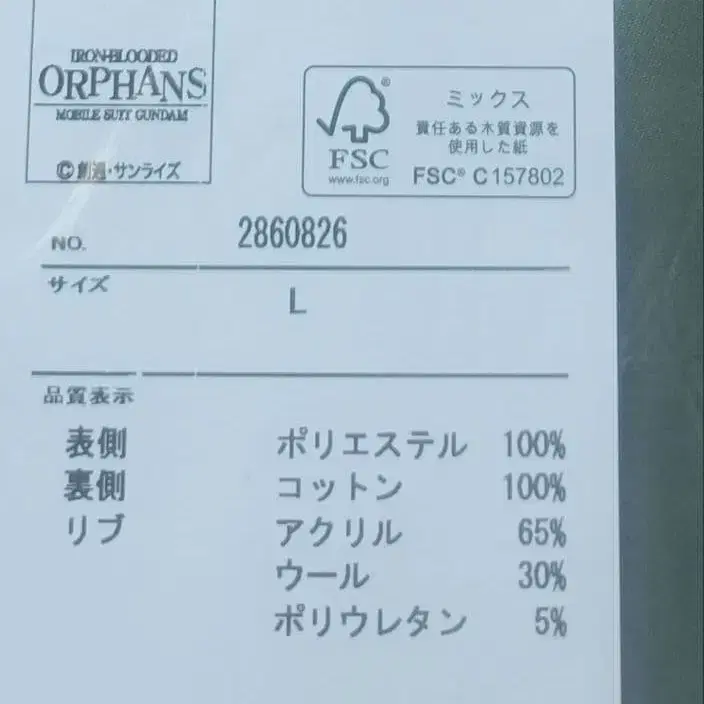 IRON-BLOODED
ORPHANS
MOBILE SUIT GUNDAM
©創通・サンライズ
FSC®
www.fsc.org
ミックス
責任ある木質資源を
使用した紙
FSC® C157802
NO. 2860826
サイズ L
品質表示
表側 ポリエステル 100%
裏側 コットン 100%
リブ アクリル 65%
ウール 30%
ポリウレタン 5%